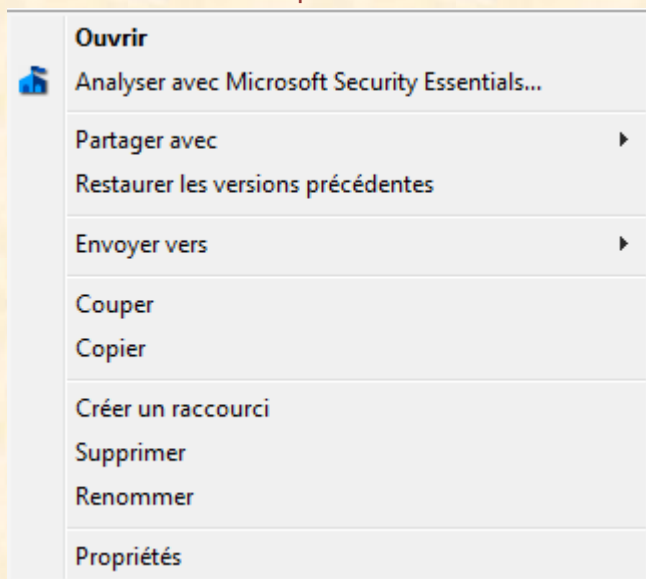 Ouvrir
Analyser avec Microsoft Security Essentials...
Partager avec
Restaurer les versions précédentes
Envoyer vers
Couper
Copier
Créer un raccourci
Supprimer
Renommer
Propriétés